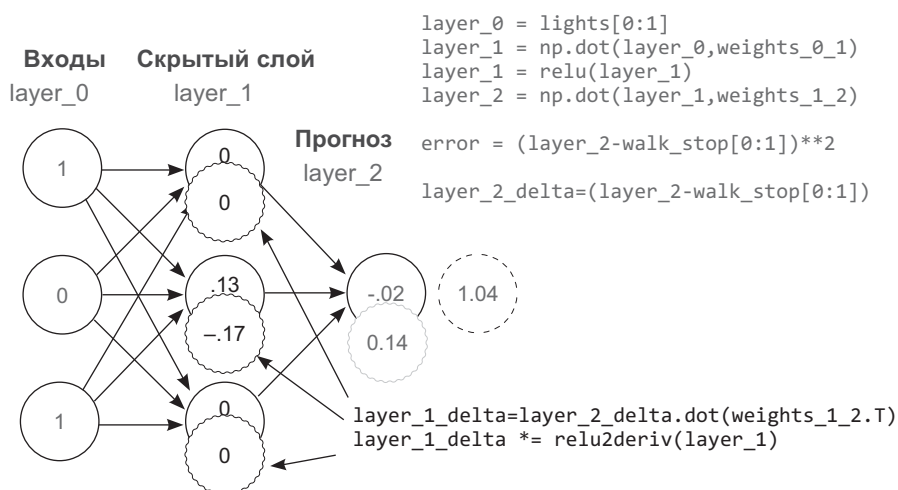 layer_0 = lights[0:1]
layer_1 = np.dot(layer_0,weights_0_1)
layer_1 = relu(layer_1)
layer_2 = np.dot(layer_1,weights_1_2)
error = (layer_2-walk_stop[0:1])**2
layer_2_delta=(layer_2-walk_stop[0:1])
Входы
layer_0
Скрытый слой
layer_1
Прогноз
layer_2
1
0
1
0
0
.13
–.17
0
0
-.02
0.14
1.04
layer_1_delta=layer_2_delta.dot(weights_1_2.T)
layer_1_delta *= relu2deriv(layer_1)